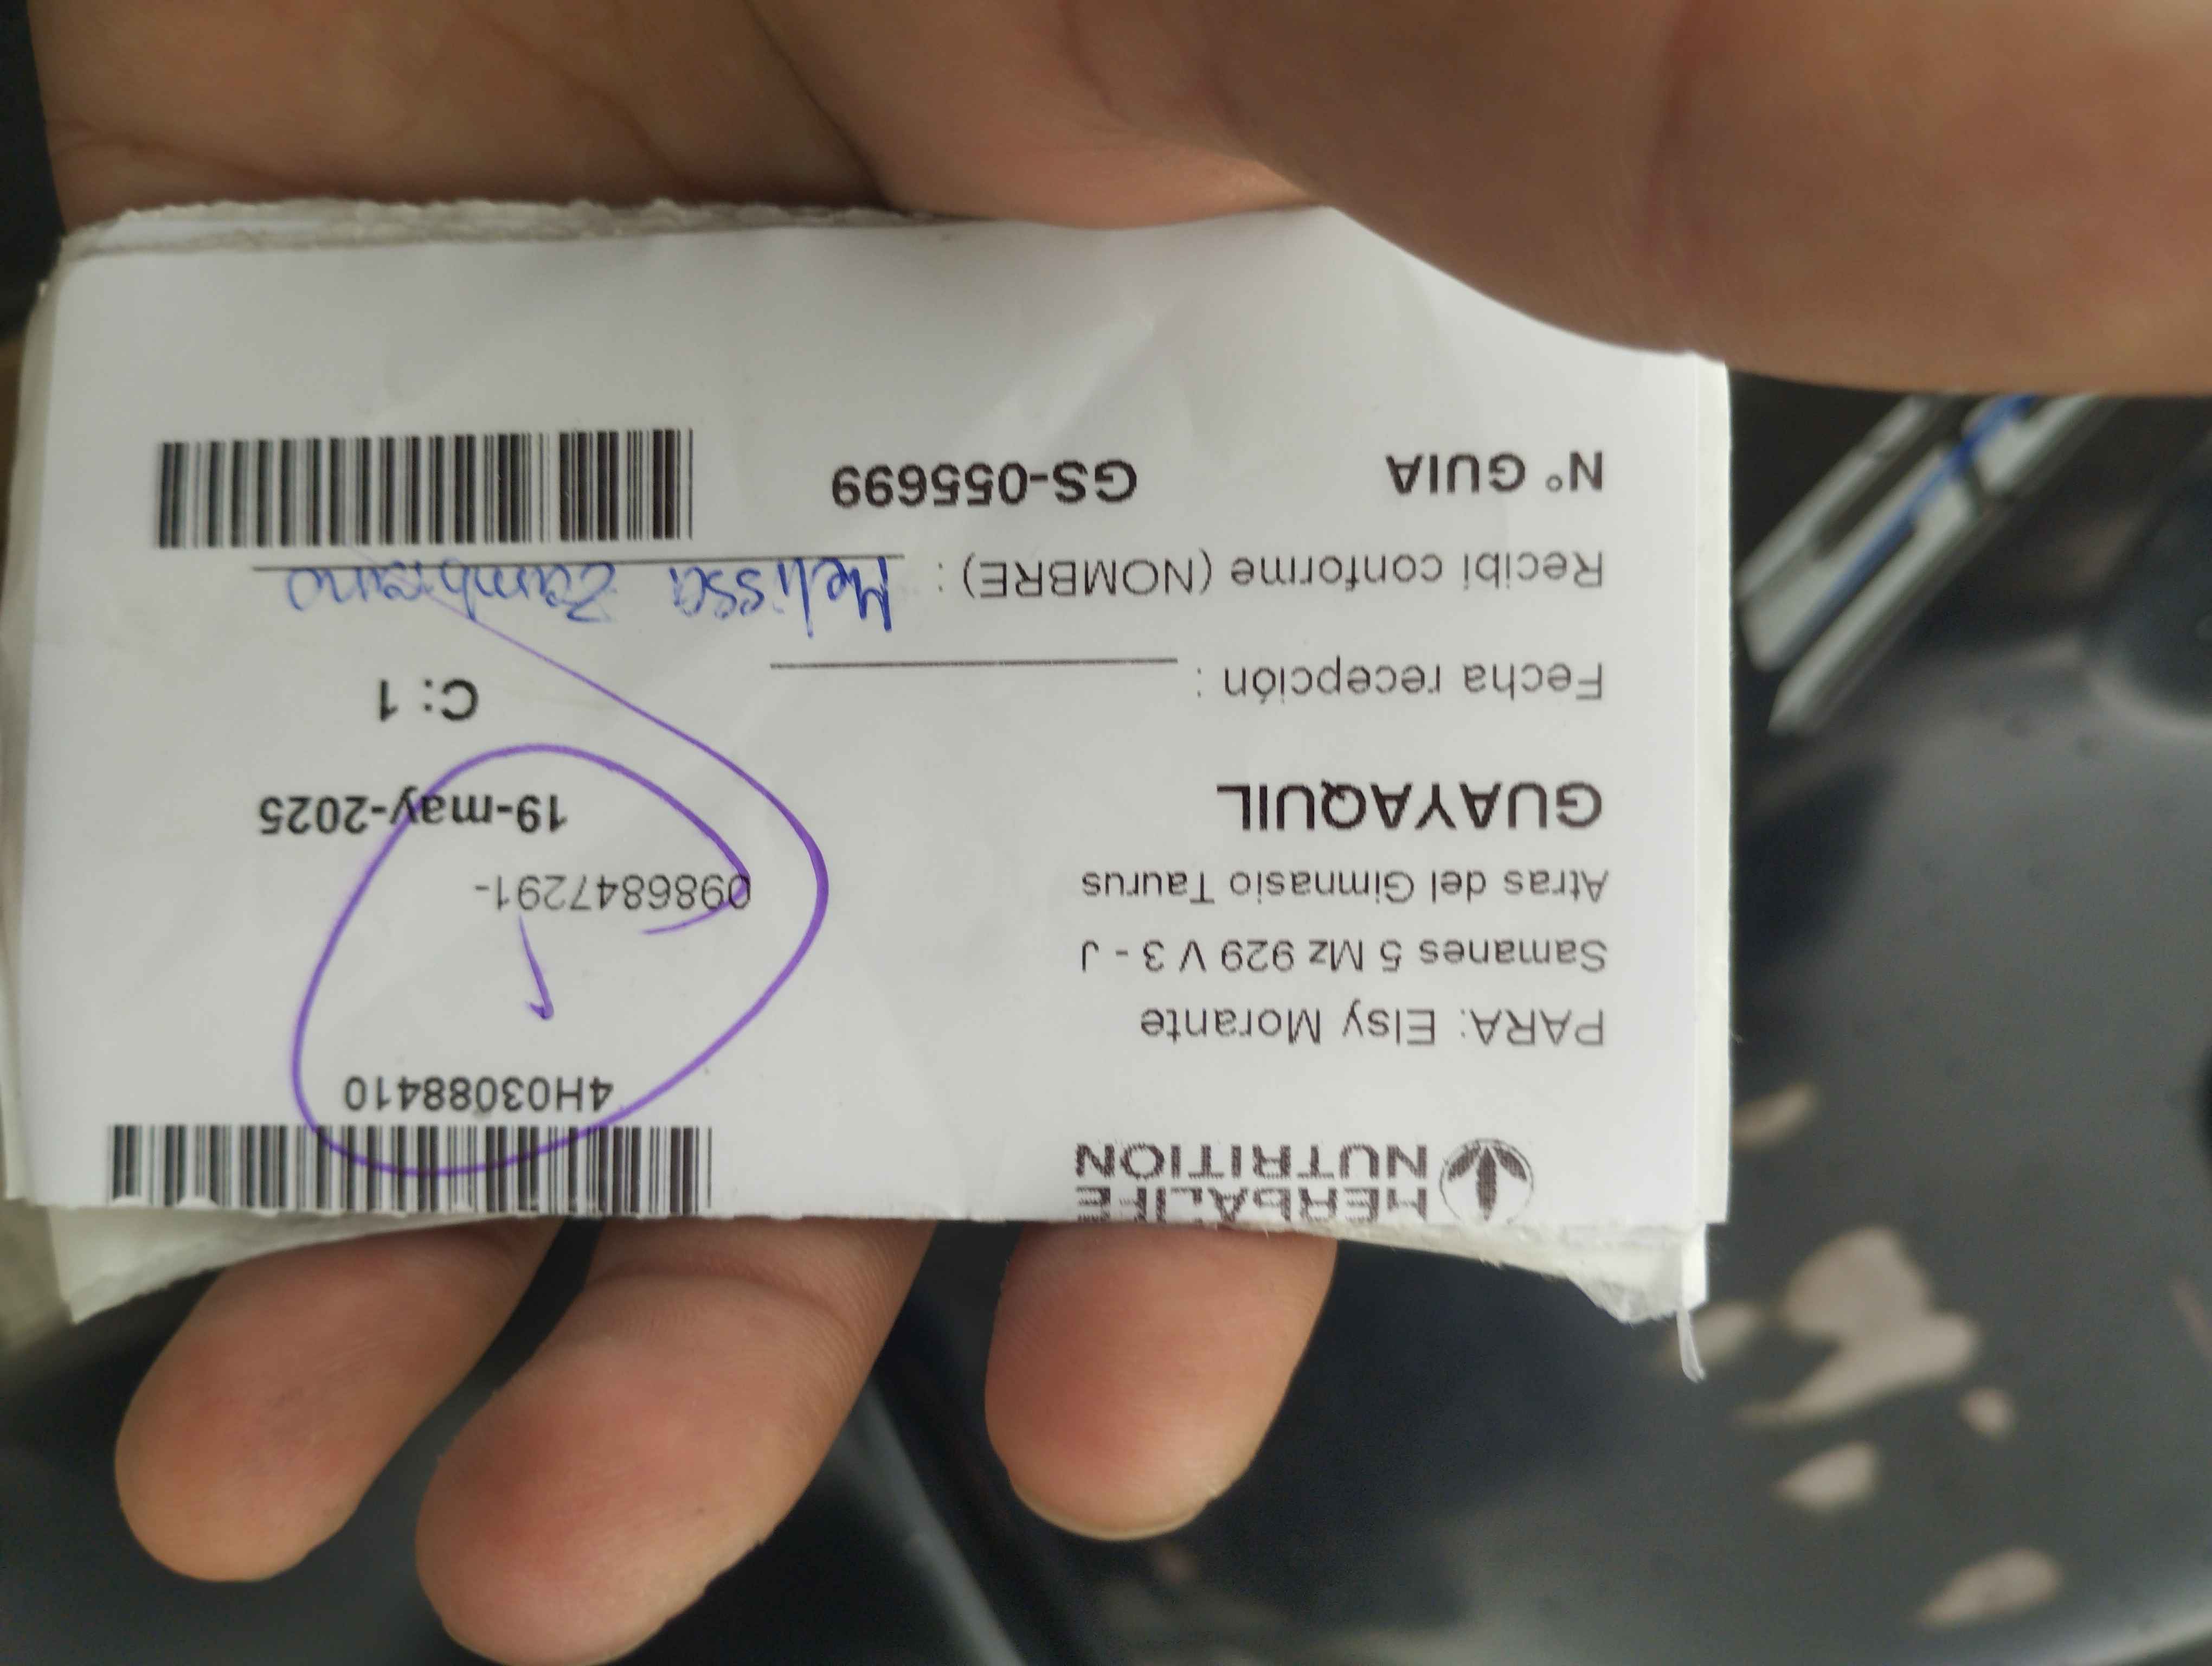 HERBALIFE
NUTRITION
4H03088410
PARA: Elsy Morante
Samanes 5 Mz 929 V 3 - J
Atras del Gimnasio Taurus
0986847291-
GUAYAQUIL
19-may-2025
C: 1
Fecha recepción :
Recibi conforme (NOMBRE) : Melissa Zambrano
N° GUIA GS-055699